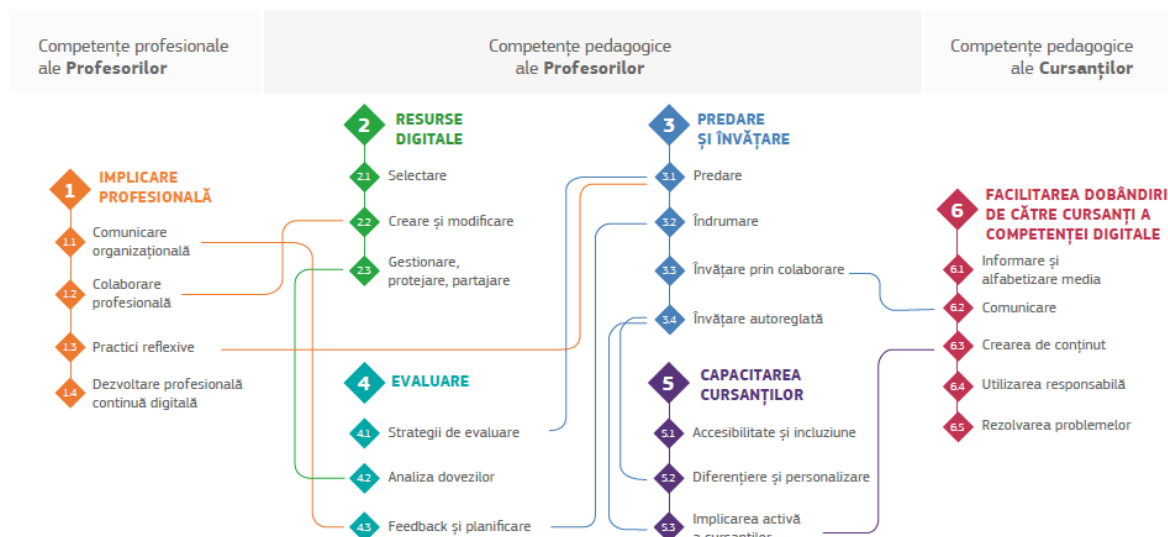 Competențe profesionale
ale Profesorilor
Competențe pedagogice
ale Profesorilor
Competențe pedagogice
ale Cursanților
1
IMPLICARE
PROFESIONALĂ
1.1
Comunicare
organizațională
1.2
Colaborare
profesională
1.3
Practici reflexive
1.4
Dezvoltare profesională
continuă digitală
2
RESURSE
DIGITALE
2.1
Selectare
2.2
Creare și modificare
2.3
Gestionare,
protejare, partajare
3
PREDARE
ȘI ÎNVĂȚARE
3.1
Predare
3.2
Îndrumare
3.3
Învățare prin colaborare
3.4
Învățare autoreglată
4
EVALUARE
4.1
Strategii de evaluare
4.2
Analiza dovezilor
4.3
Feedback și planificare
5
CAPACITAREA
CURSANȚILOR
5.1
Accesibilitate și incluziune
5.2
Diferențiere și personalizare
5.3
Implicarea activă
a cursanților
6
FACILITAREA DOBÂNDIRI
DE CĂTRE CURSANȚI A
COMPETENȚEI DIGITALE
6.1
Informare și
alfabetizare media
6.2
Comunicare
6.3
Crearea de conținut
6.4
Utilizarea responsabilă
6.5
Rezolvarea problemelor